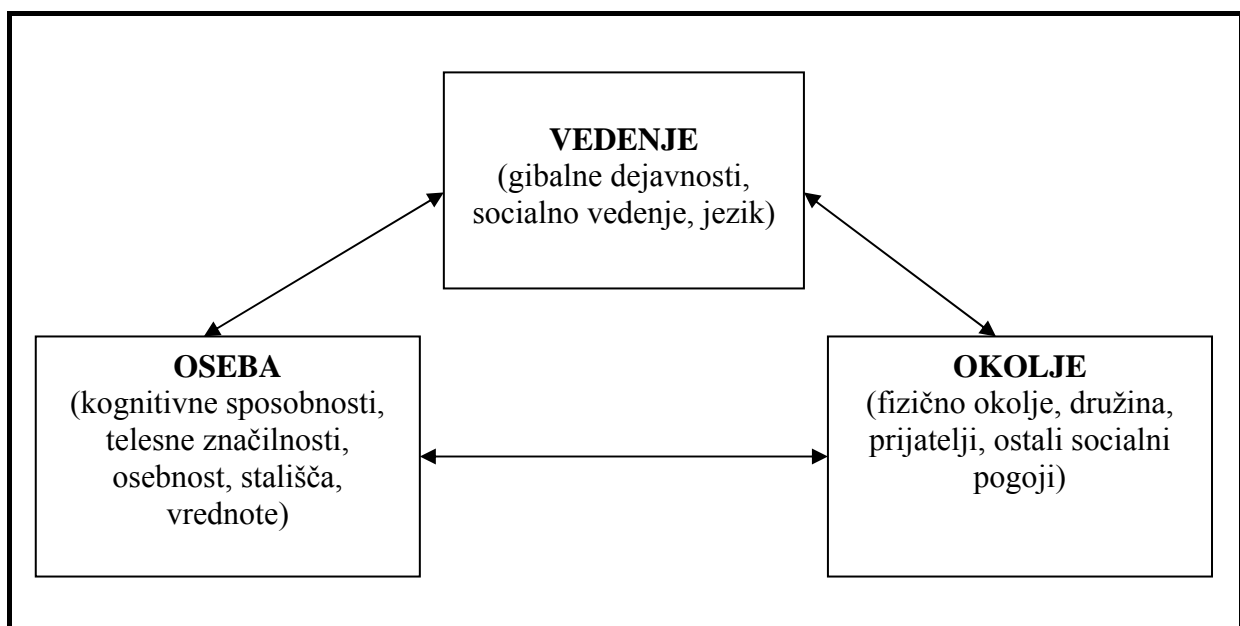 VEDENJE
(gibalne dejavnosti,
socialno vedenje, jezik)
OSEBA
(kognitivne sposobnosti,
telesne značilnosti,
osebnost, stališča,
vrednote)
OKOLJE
(fizično okolje, družina,
prijatelji, ostali socialni
pogoji)